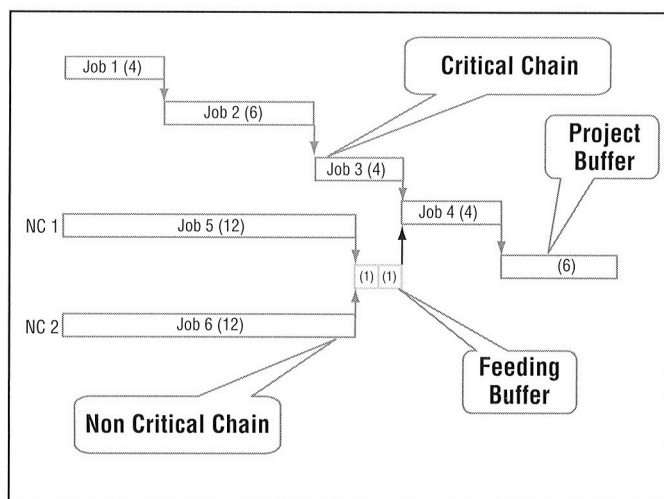 Job 1 (4)
Critical Chain
Job 2 (6)
Project
Buffer
Job 3 (4)
Job 4 (4)
NC 1
Job 5 (12)
(6)
(1)
(1)
NC 2
Job 6 (12)
Feeding
Buffer
Non Critical Chain